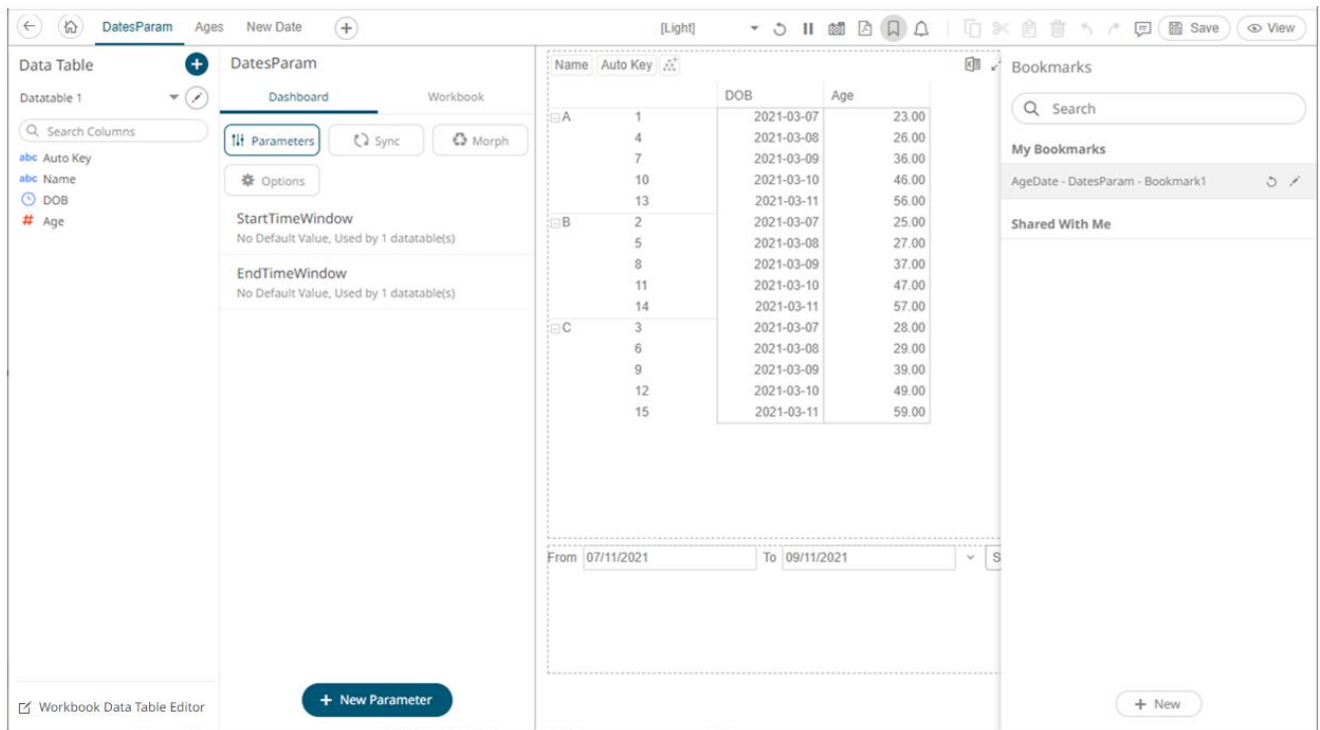 DatesParam Ages New Date
[Light]
Save
View
Data Table
Datatable 1
Search Columns
abc Auto Key
abc Name
DOB
# Age
Workbook Data Table Editor
DatesParam
Dashboard Workbook
Parameters Sync Morph
Options
StartTimeWindow
No Default Value, Used by 1 datatable(s)
EndTimeWindow
No Default Value, Used by 1 datatable(s)
+ New Parameter
Name Auto Key
DOB Age
A 1 2021-03-07 23.00
4 2021-03-08 26.00
7 2021-03-09 36.00
10 2021-03-10 46.00
13 2021-03-11 56.00
B 2 2021-03-07 25.00
5 2021-03-08 27.00
8 2021-03-09 37.00
11 2021-03-10 47.00
14 2021-03-11 57.00
C 3 2021-03-07 28.00
6 2021-03-08 29.00
9 2021-03-09 39.00
12 2021-03-10 49.00
15 2021-03-11 59.00
From 07/11/2021 To 09/11/2021 S
Bookmarks
Search
My Bookmarks
AgeDate - DatesParam - Bookmark1
Shared With Me
+ New